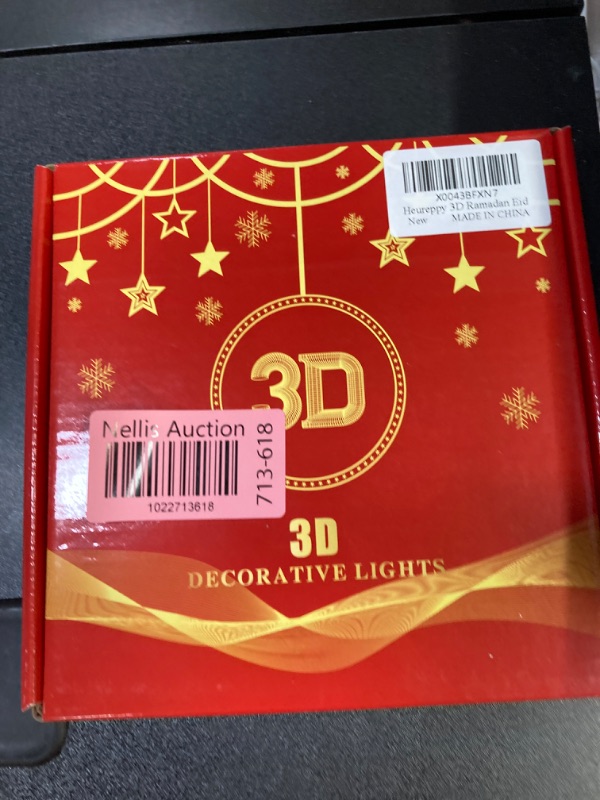 X0043BFXN7
Heureppy 3D Ramadan Eid
New MADE IN CHINA
3D
Nellis Auction
1022713618
713-618
3D
DECORATIVE LIGHTS